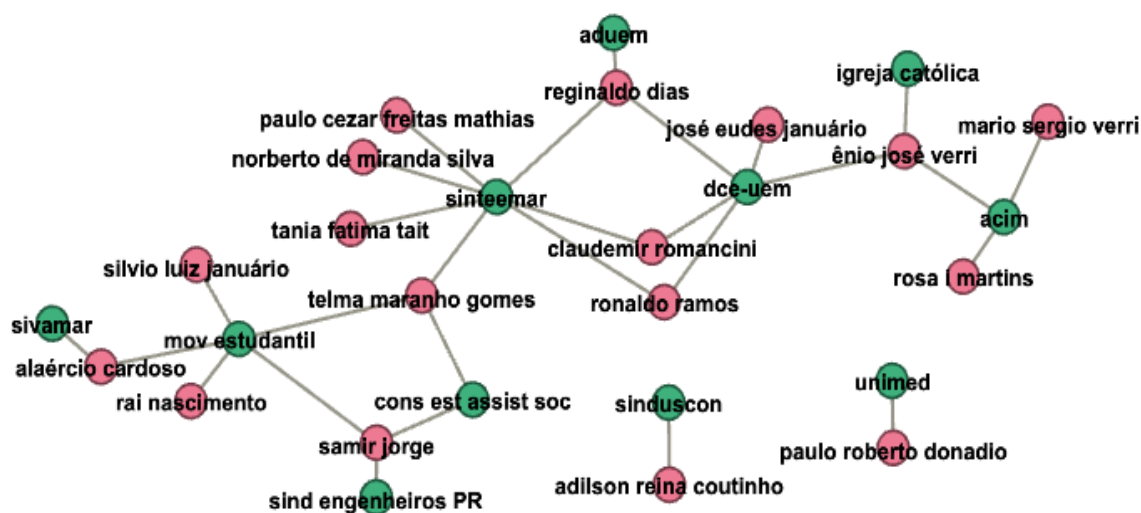 aduem
igreja católica
reginaldo dias
paulo cezar freitas mathias
josé eudes januário
mario sergio verri
norberto de miranda silva
ênio josé verri
sinteemar
dce-uem
acim
tania fatima tait
claudemir romancini
silvio luiz januário
rosa i martins
telma maranho gomes
ronaldo ramos
sivamar
mov estudantil
alaércio cardoso
unimed
rai nascimento
cons est assist soc
sinduscon
samir jorge
paulo roberto donadio
adilson reina coutinho
sind engenheiros PR